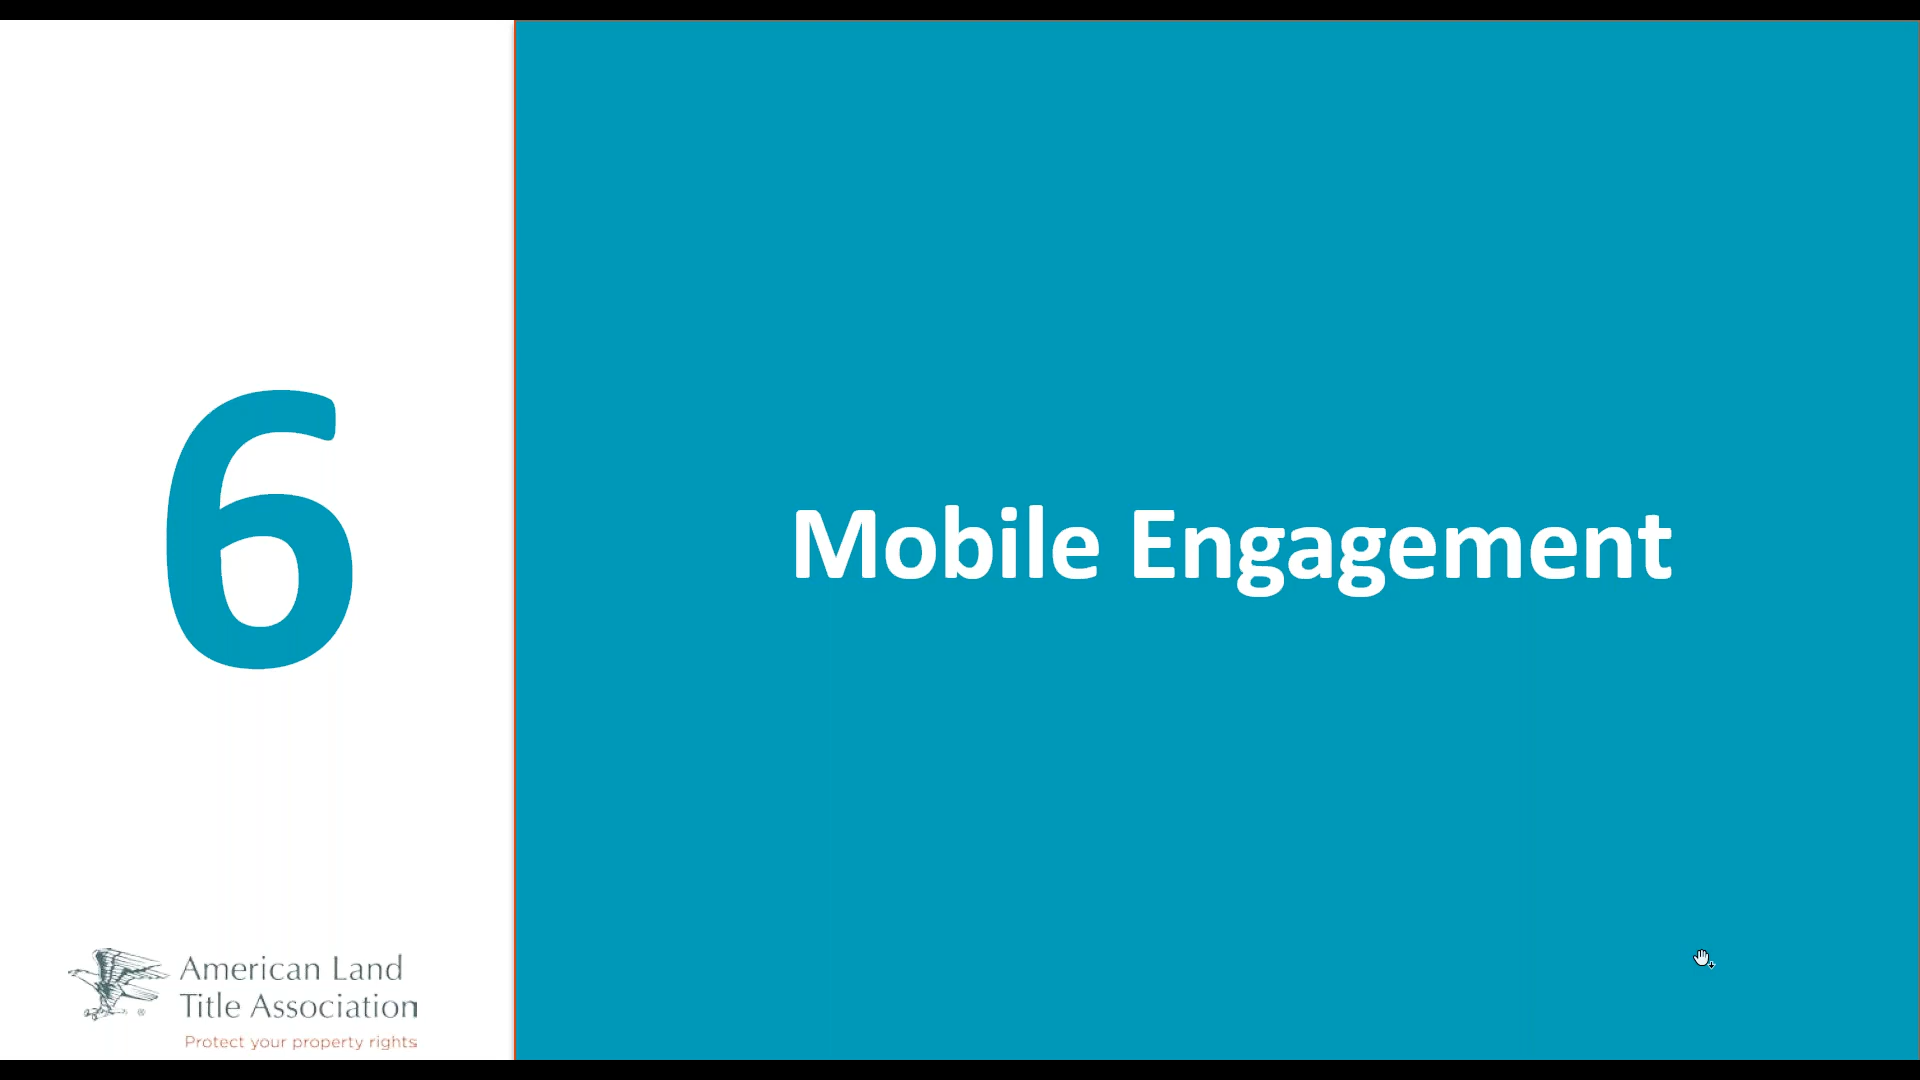 6
Mobile Engagement
American Land
Title Association
®
Protect your property rights